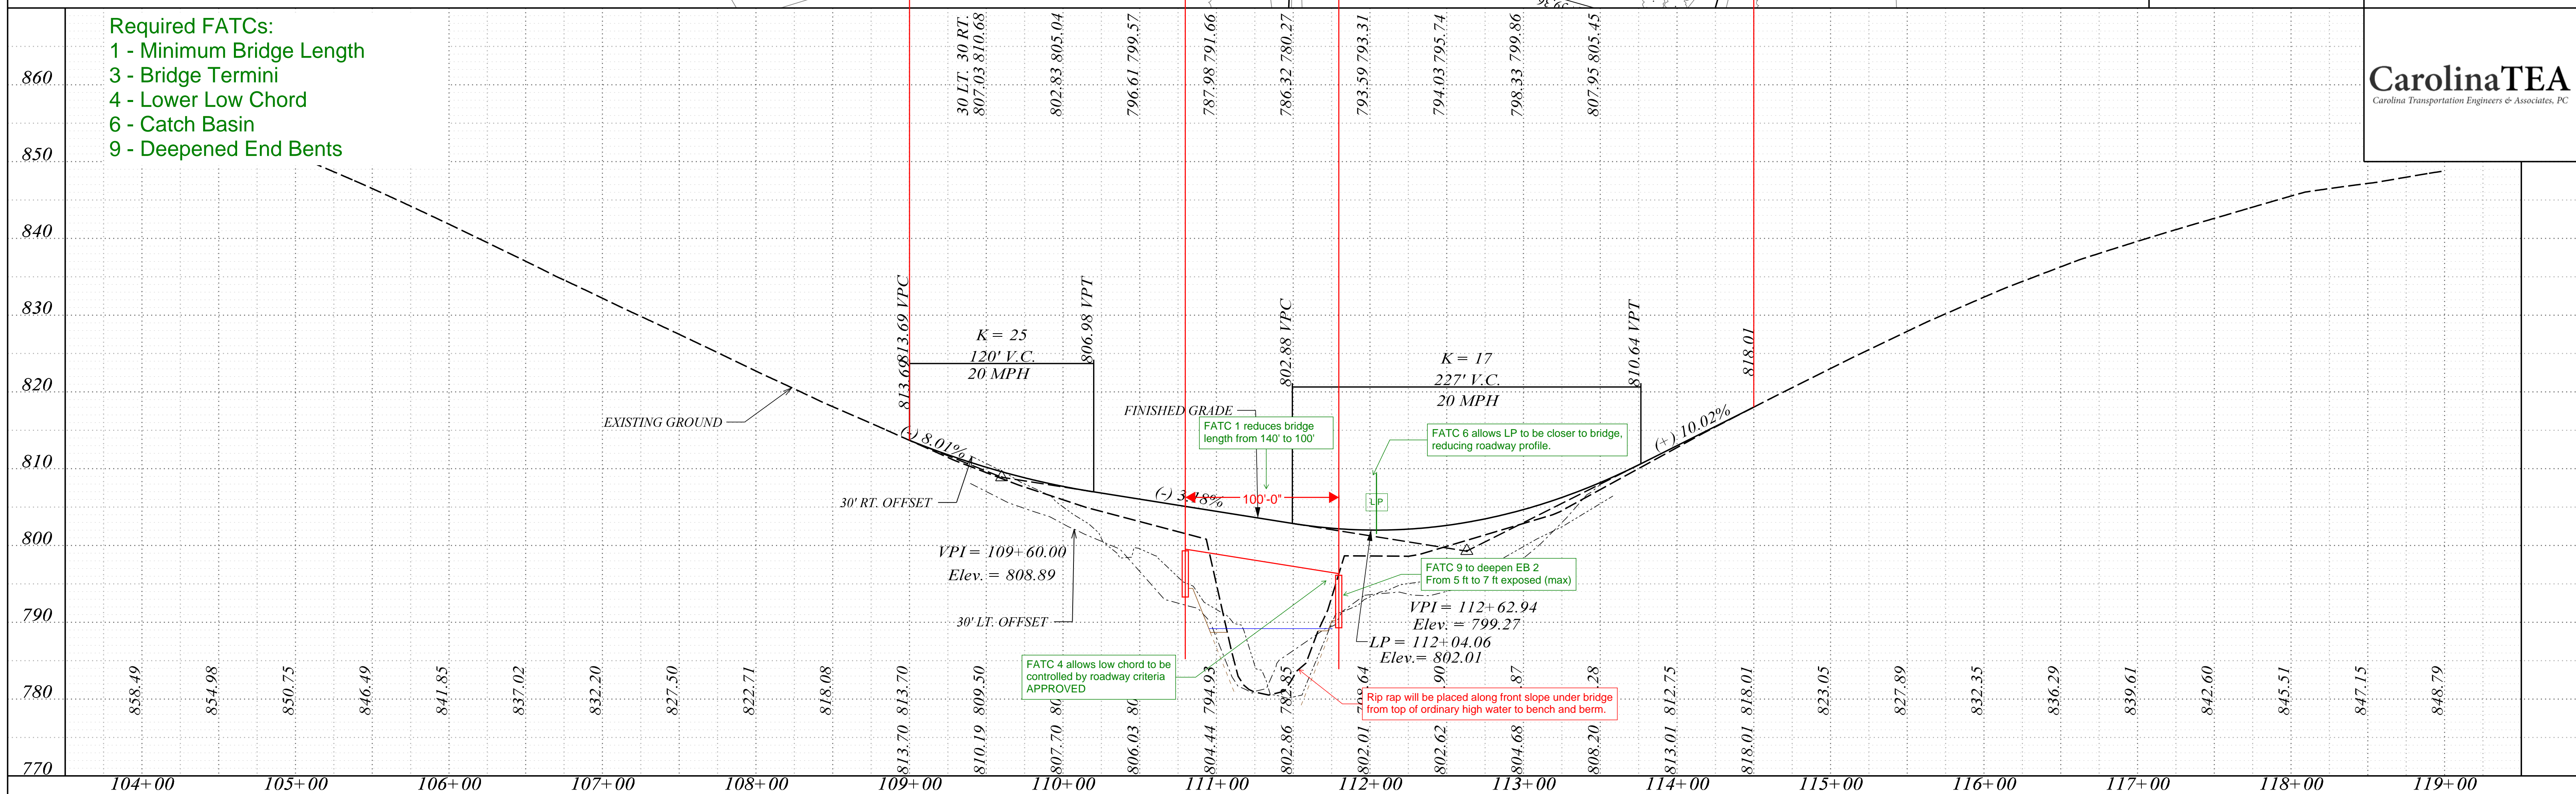 Required FATCs:
1 - Minimum Bridge Length
3 - Bridge Termini
4 - Lower Low Chord
6 - Catch Basin
9 - Deepened End Bents
30 LT. 30 RT.
807.03 810.68
802.83 805.04
796.61 799.57
787.98 791.66
786.32 780.27
793.59 793.31
794.03 795.74
798.33 799.86
807.95 805.45
CarolinaTEA
Carolina Transportation Engineers & Associates, PC
860
850
840
830
820
810
800
790
780
770
813.69 813.69 VPC
K = 25
120' V.C.
20 MPH
806.98 VPT
802.88 VPC
K = 17
227' V.C.
20 MPH
810.64 VPT
818.01
EXISTING GROUND
FINISHED GRADE
FATC 1 reduces bridge
length from 140' to 100'
FATC 6 allows LP to be closer to bridge,
reducing roadway profile.
(-) 8.01%
(-) 3.18%
(+) 10.02%
100'-0"
LP
30' RT. OFFSET
VPI = 109+60.00
Elev. = 808.89
30' LT. OFFSET
FATC 9 to deepen EB 2
From 5 ft to 7 ft exposed (max)
VPI = 112+62.94
Elev. = 799.27
LP = 112+04.06
Elev.= 802.01
FATC 4 allows low chord to be
controlled by roadway criteria
APPROVED
Rip rap will be placed along front slope under bridge
from top of ordinary high water to bench and berm.
858.49
854.98
850.75
846.49
841.85
837.02
832.20
827.50
822.71
818.08
813.70 813.70
810.19 809.50
807.70
806.03
804.44 794.93
802.86 782.85
802.01
802.62
804.68
808.20
813.01 812.75
818.01 818.01
823.05
827.89
832.35
836.29
839.61
842.60
845.51
847.15
848.79
104+00
105+00
106+00
107+00
108+00
109+00
110+00
111+00
112+00
113+00
114+00
115+00
116+00
117+00
118+00
119+00